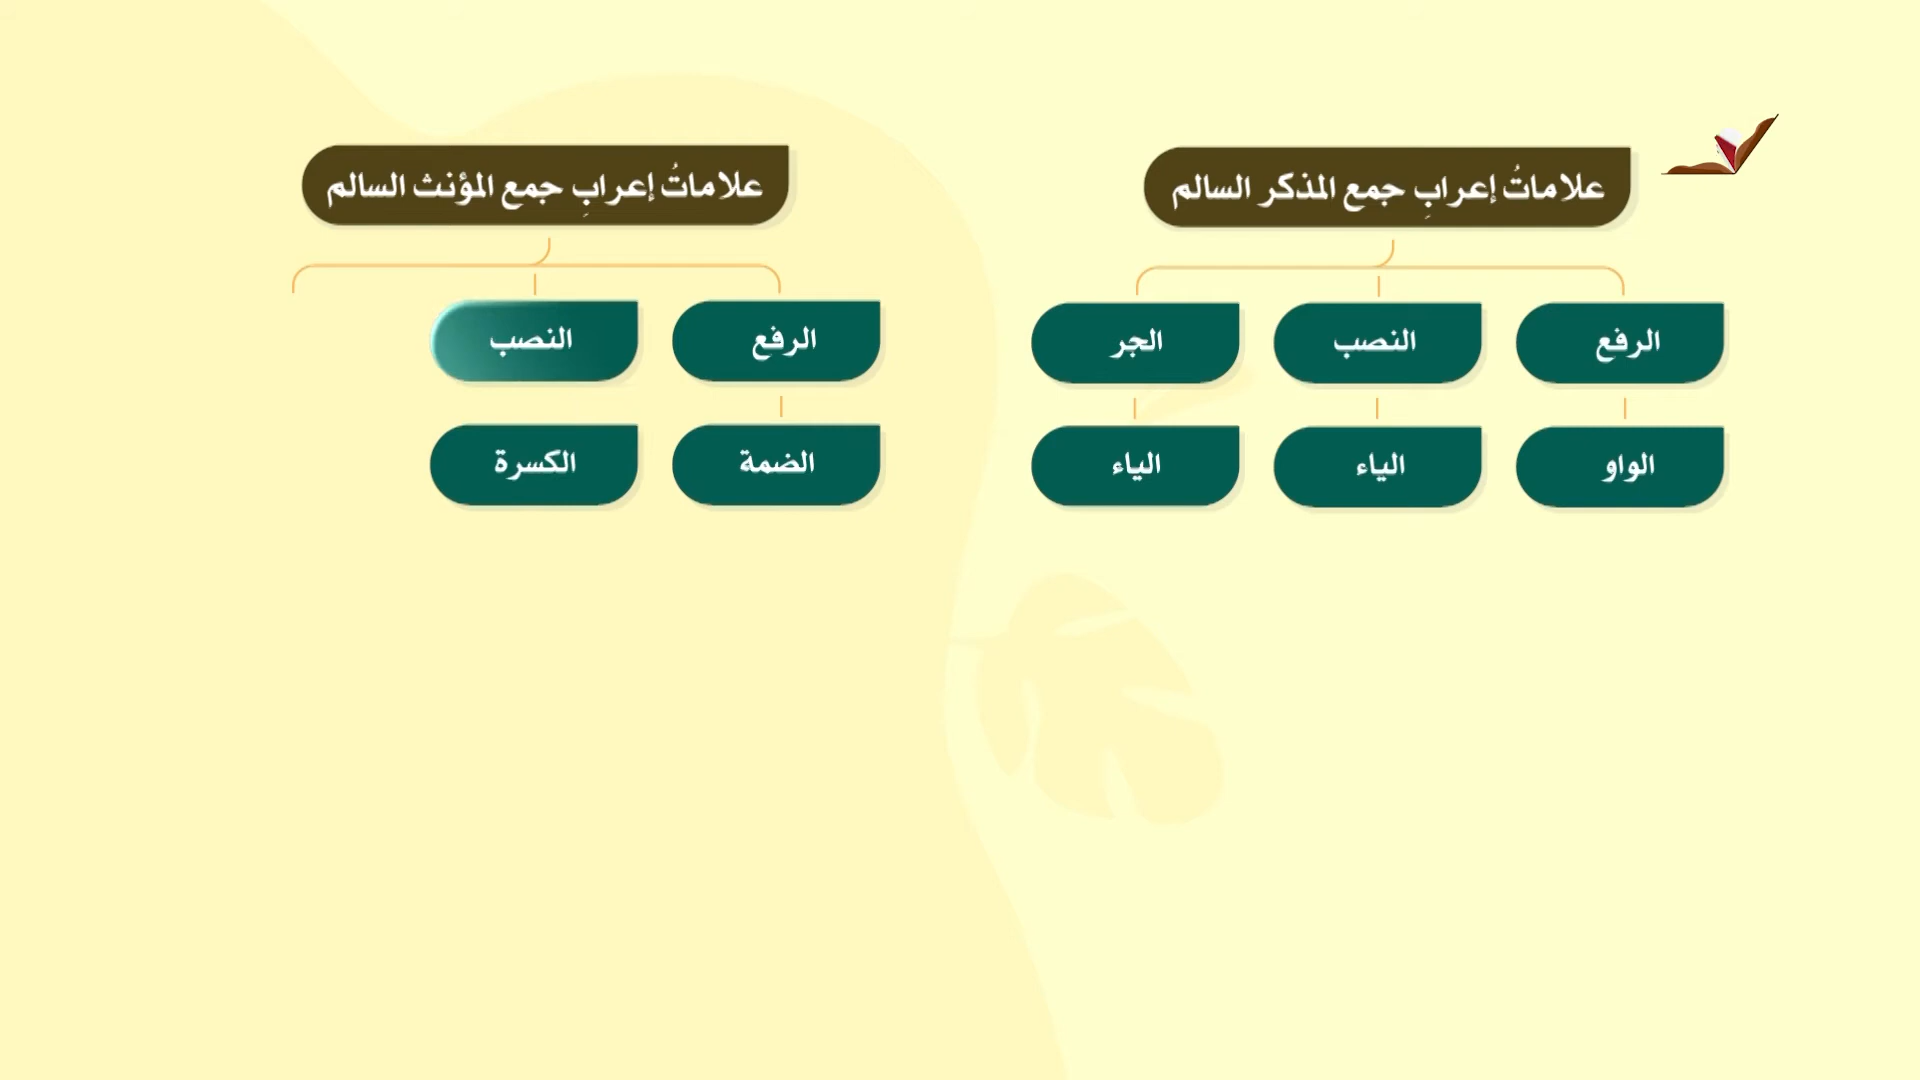 علاماتُ إعرابِ جمع المذكر السالم
الرفع
النصب
الجر
الواو
الياء
الياء
علاماتُ إعرابِ جمع المؤنث السالم
الرفع
النصب
الضمة
الكسرة